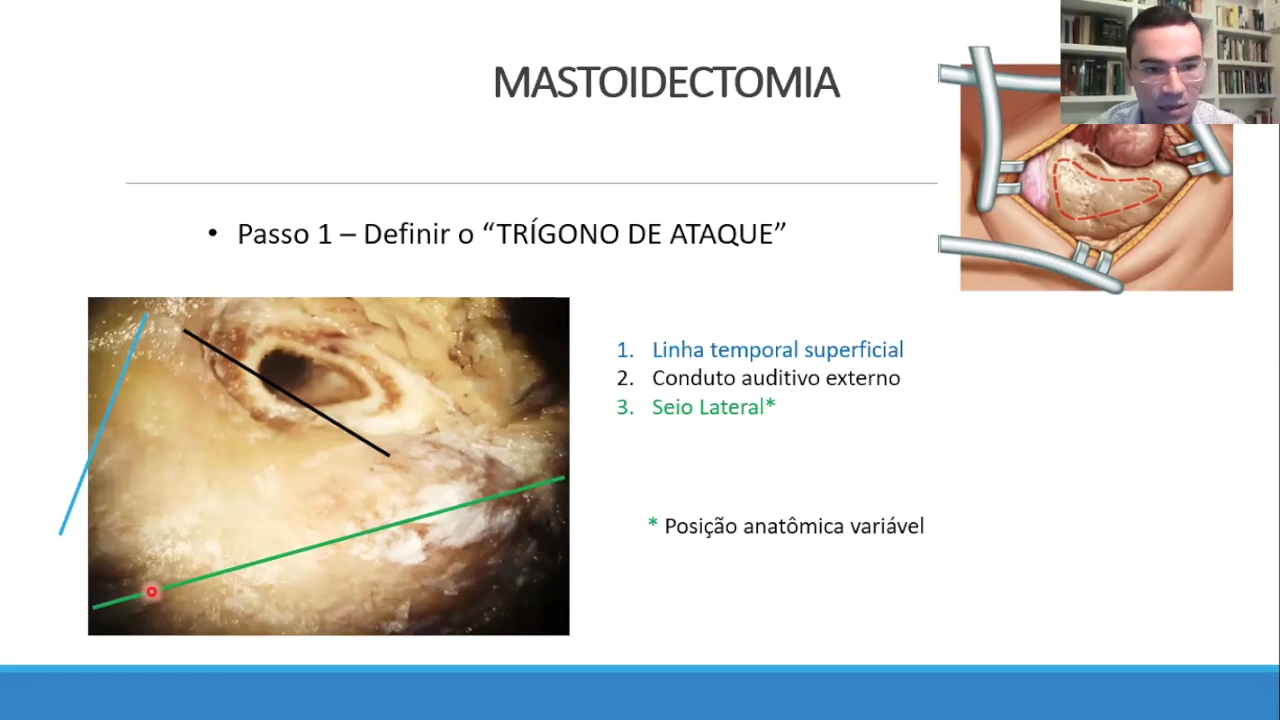 MASTOIDECTOMIA
• Passo 1 – Definir o “TRÍGONO DE ATAQUE”
1. Linha temporal superficial
2. Conduto auditivo externo
3. Seio Lateral*
* Posição anatômica variável